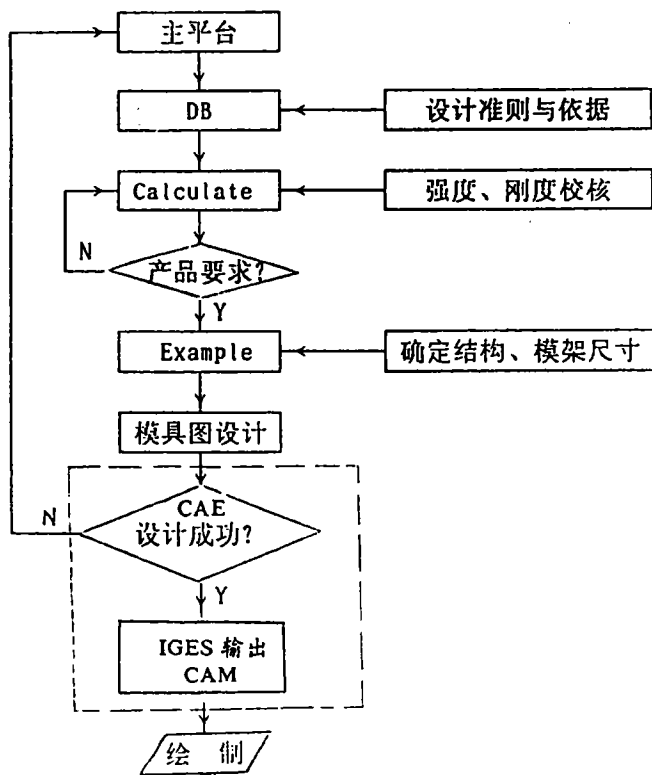 主平台
DB
设计准则与依据
Calculate
强度、刚度校核
N
产品要求?
Y
Example
确定结构、模架尺寸
模具图设计
N
CAE
设计成功?
Y
IGES 输出
CAM
绘 制